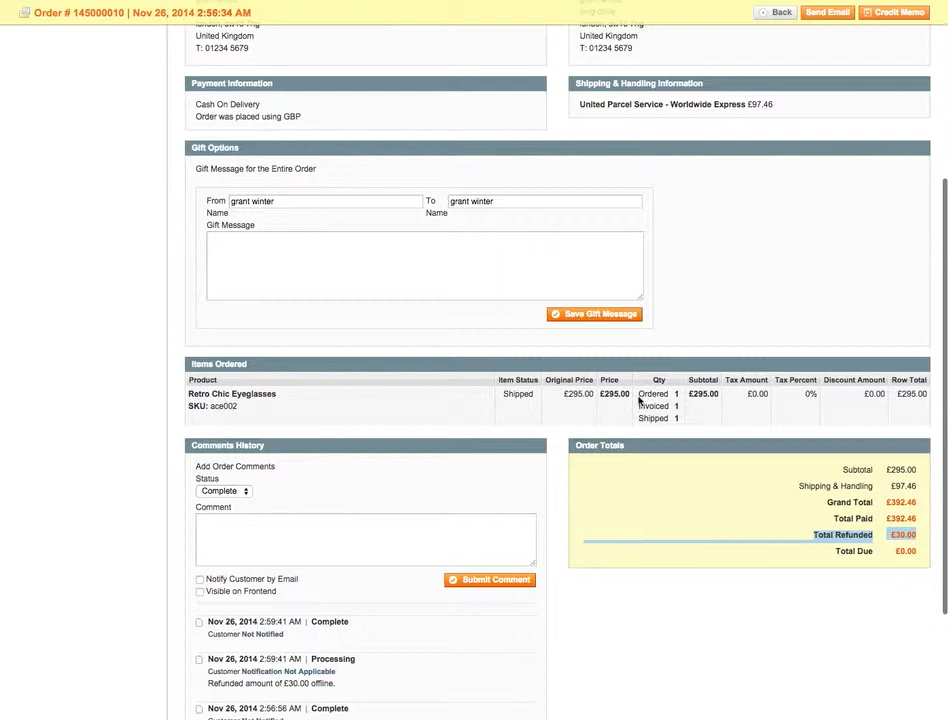 Order # 145000010 | Nov 26, 2014 2:56:34 AM
Back
Send Email
Credit Memo
United Kingdom
T: 01234 5679
United Kingdom
T: 01234 5679
Payment Information
Cash On Delivery
Order was placed using GBP
Shipping & Handling Information
United Parcel Service - Worldwide Express £97.46
Gift Options
Gift Message for the Entire Order
From Name
grant winter
To Name
grant winter
Gift Message
Save Gift Message
Items Ordered
Product Item Status Original Price Price Qty Subtotal Tax Amount Tax Percent Discount Amount Row Total
Retro Chic Eyeglasses Shipped £295.00 £295.00 Ordered 1 £295.00 £0.00 0% £0.00 £295.00
SKU: ace002 Invoiced 1
Shipped 1
Comments History
Add Order Comments
Status
Complete
Comment
Notify Customer by Email
Visible on Frontend
Submit Comment
Nov 26, 2014 2:59:41 AM | Complete
Customer Not Notified
Nov 26, 2014 2:59:41 AM | Processing
Customer Notification Not Applicable
Refunded amount of £30.00 offline.
Nov 26, 2014 2:56:56 AM | Complete
Order Totals
Subtotal £295.00
Shipping & Handling £97.46
Grand Total £392.46
Total Paid £392.46
Total Refunded £30.00
Total Due £0.00